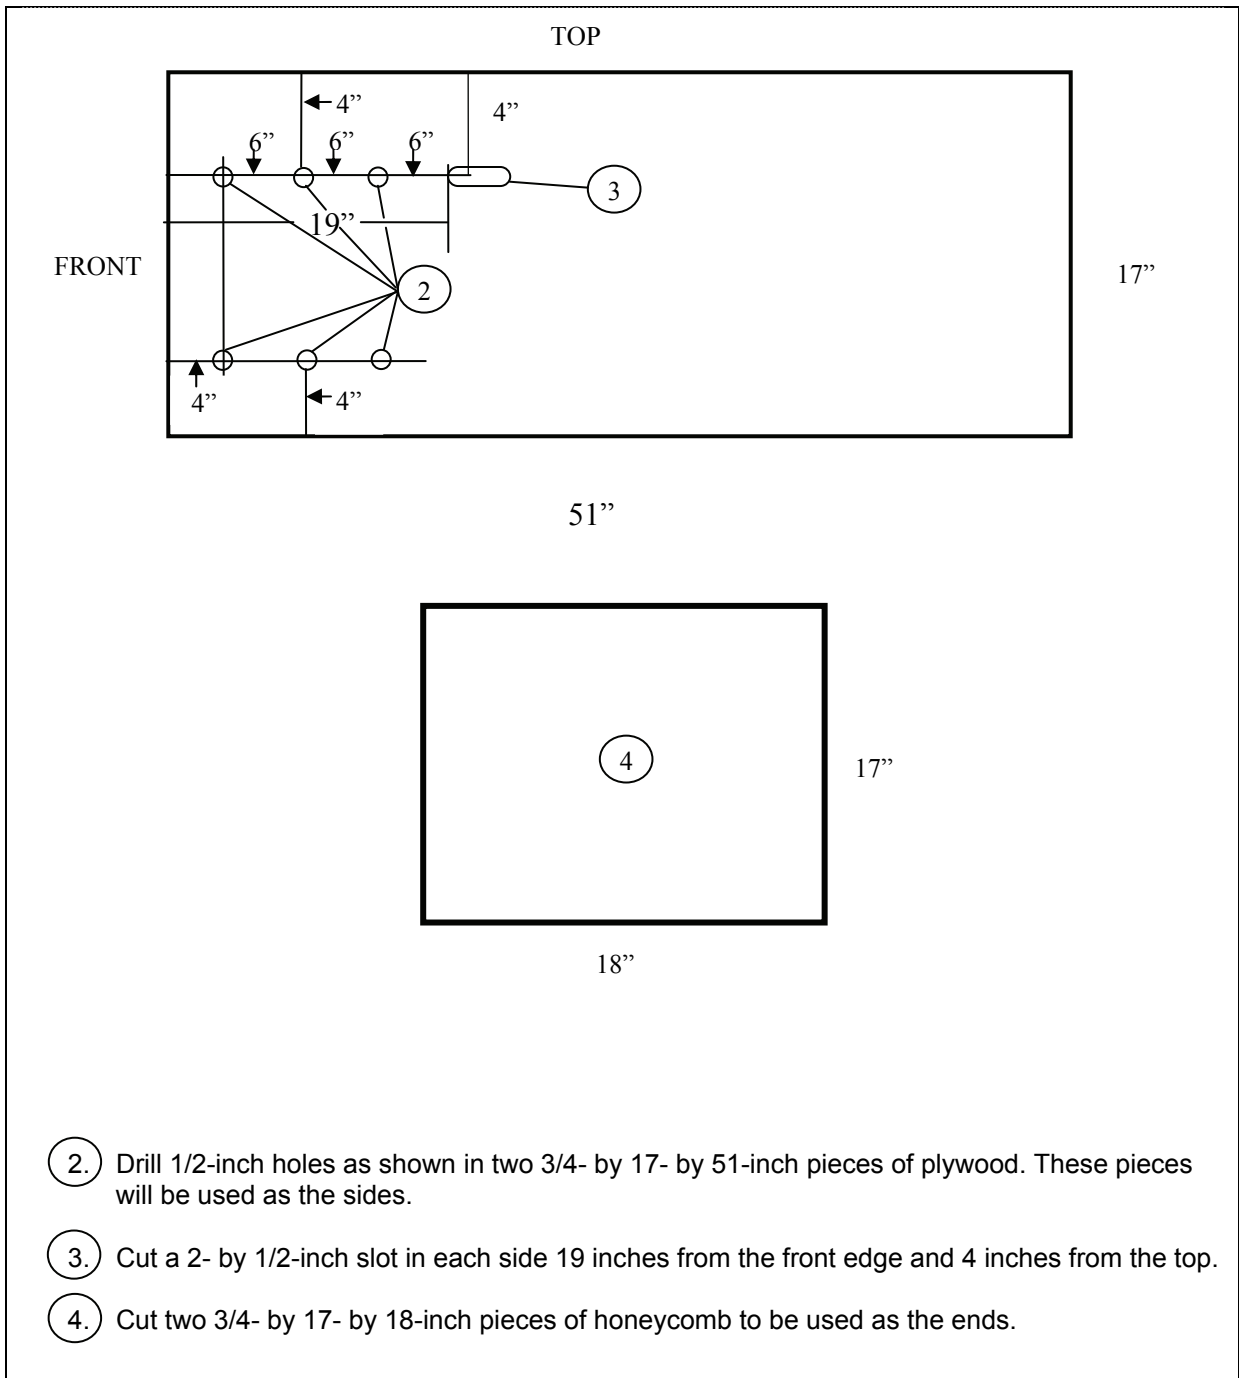 TOP
4”
4”
6”
6”
6”
3
19”
FRONT
2
17”
4”
4”
51”
4
17”
18”
2. Drill 1/2-inch holes as shown in two 3/4- by 17- by 51-inch pieces of plywood. These pieces
will be used as the sides.
3. Cut a 2- by 1/2-inch slot in each side 19 inches from the front edge and 4 inches from the top.
4. Cut two 3/4- by 17- by 18-inch pieces of honeycomb to be used as the ends.